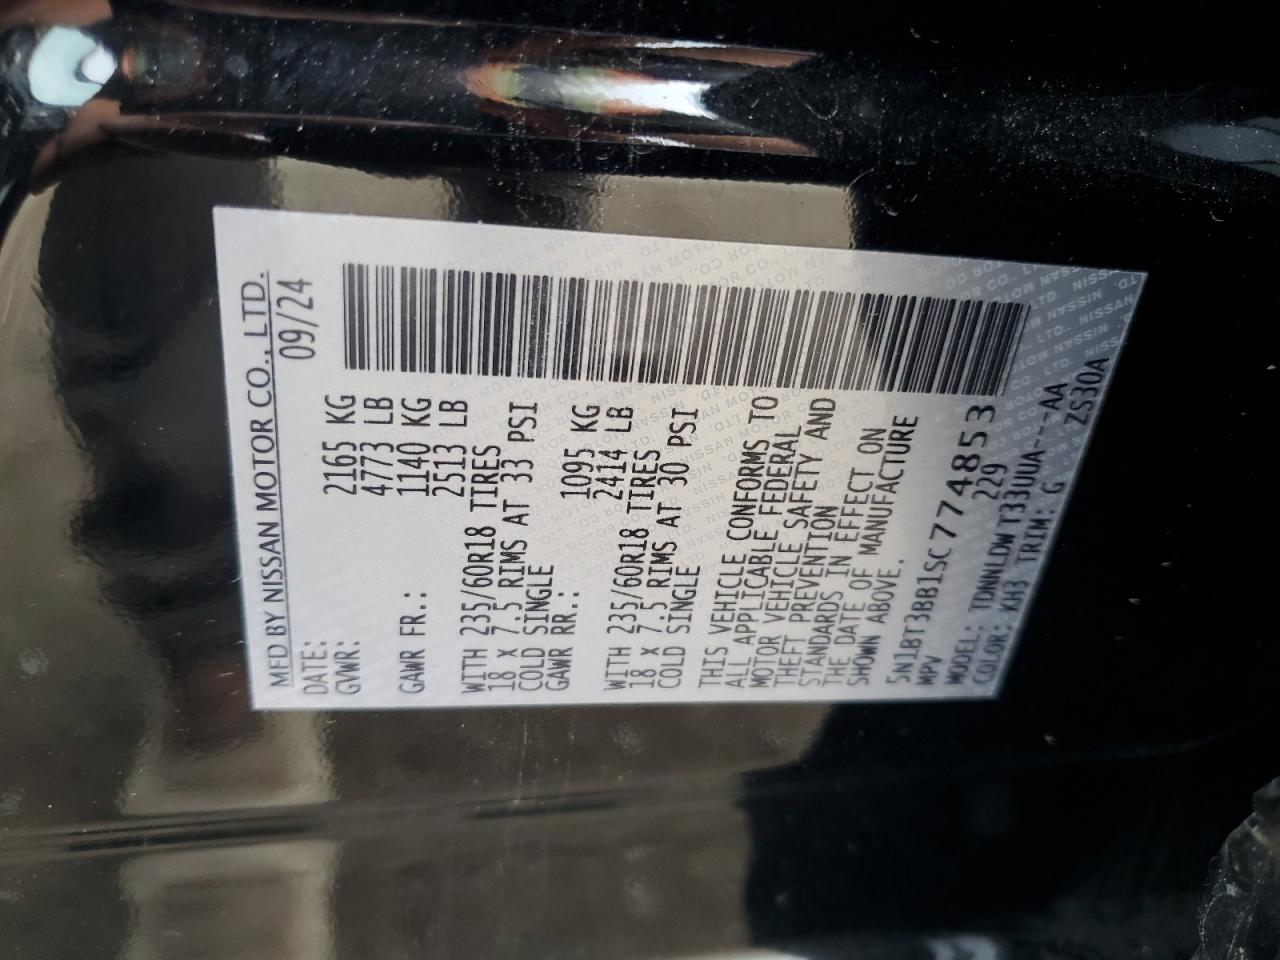 MFD BY NISSAN MOTOR CO., LTD.
DATE: 09/24
GVWR: 2165 KG
4773 LB
GAWR FR.: 1140 KG
2513 LB
WITH 235/60R18 TIRES
18 X 7.5 RIMS AT 33 PSI
COLD SINGLE
GAWR RR.: 1095 KG
2414 LB
WITH 235/60R18 TIRES
18 X 7.5 RIMS AT 30 PSI
COLD SINGLE
THIS VEHICLE CONFORMS TO
ALL APPLICABLE FEDERAL
MOTOR VEHICLE SAFETY AND
THEFT PREVENTION
STANDARDS IN EFFECT ON
THE DATE OF MANUFACTURE
SHOWN ABOVE.
5N1BT3BB1SC774853
MPV 229
MODEL: TDNNLDWT33UUA---AA
COLOR: KH3 TRIM: G ZS30A